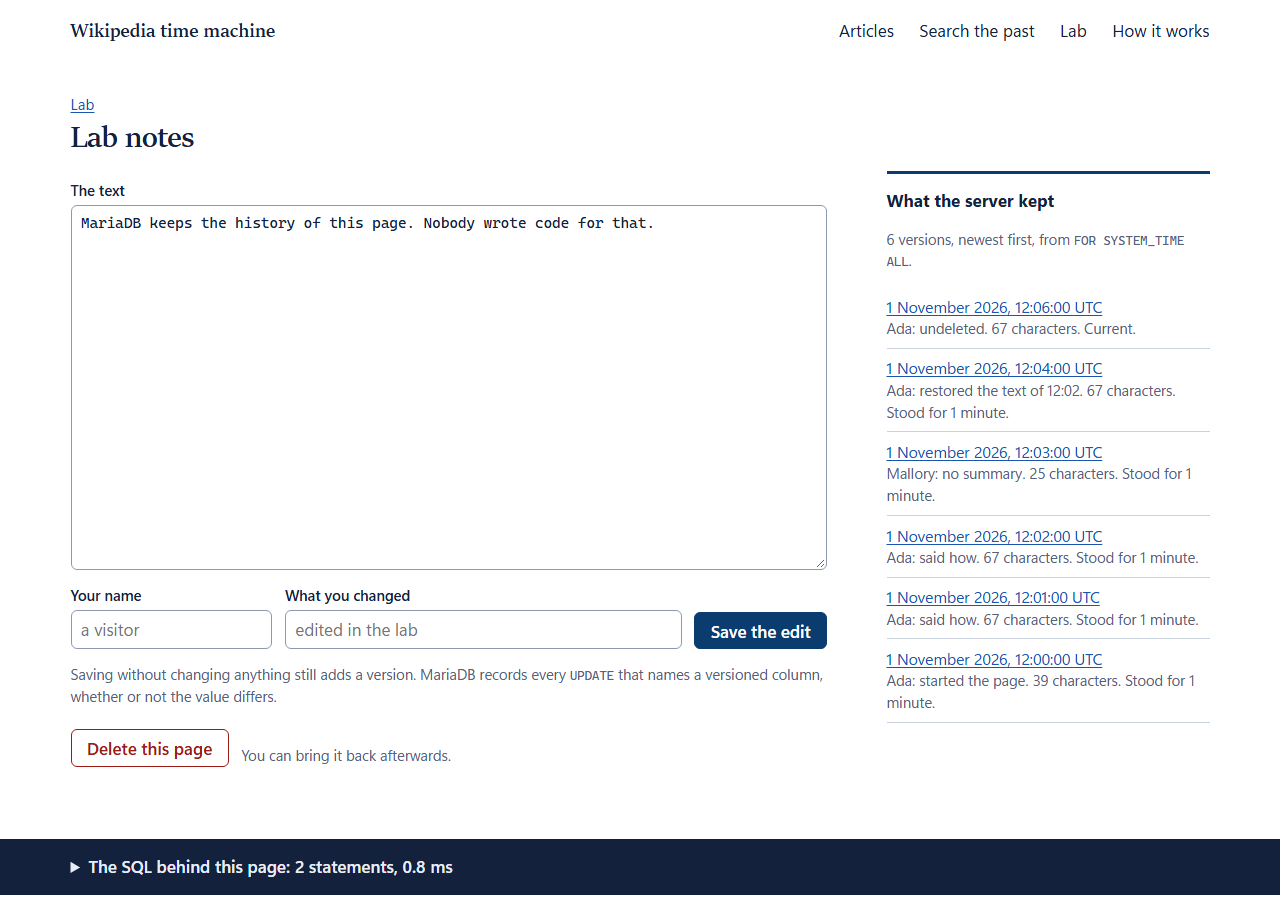 Wikipedia time machine
Articles
Search the past
Lab
How it works
Lab
Lab notes
The text
MariaDB keeps the history of this page. Nobody wrote code for that.
Your name
What you changed
a visitor
edited in the lab
Save the edit
Saving without changing anything still adds a version. MariaDB records every UPDATE that names a versioned column,
whether or not the value differs.
Delete this page
You can bring it back afterwards.
What the server kept
6 versions, newest first, from FOR SYSTEM_TIME
ALL.
1 November 2026, 12:06:00 UTC
Ada: undeleted. 67 characters. Current.
1 November 2026, 12:04:00 UTC
Ada: restored the text of 12:02. 67 characters.
Stood for 1 minute.
1 November 2026, 12:03:00 UTC
Mallory: no summary. 25 characters. Stood for 1
minute.
1 November 2026, 12:02:00 UTC
Ada: said how. 67 characters. Stood for 1 minute.
1 November 2026, 12:01:00 UTC
Ada: said how. 67 characters. Stood for 1 minute.
1 November 2026, 12:00:00 UTC
Ada: started the page. 39 characters. Stood for 1
minute.
The SQL behind this page: 2 statements, 0.8 ms